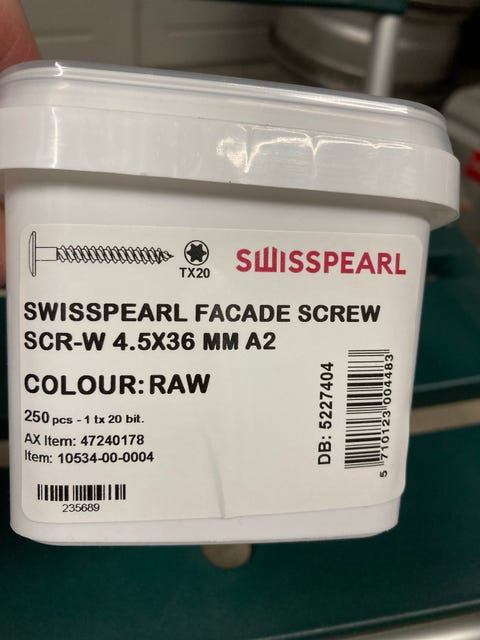 TX20
SWISSPEARL
SWISSPEARL FACADE SCREW
SCR-W 4.5X36 MM A2
COLOUR: RAW
250 pcs - 1 tx 20 bit.
AX Item: 47240178
Item: 10534-00-0004
235689
DB: 5227404
5 710123 004483